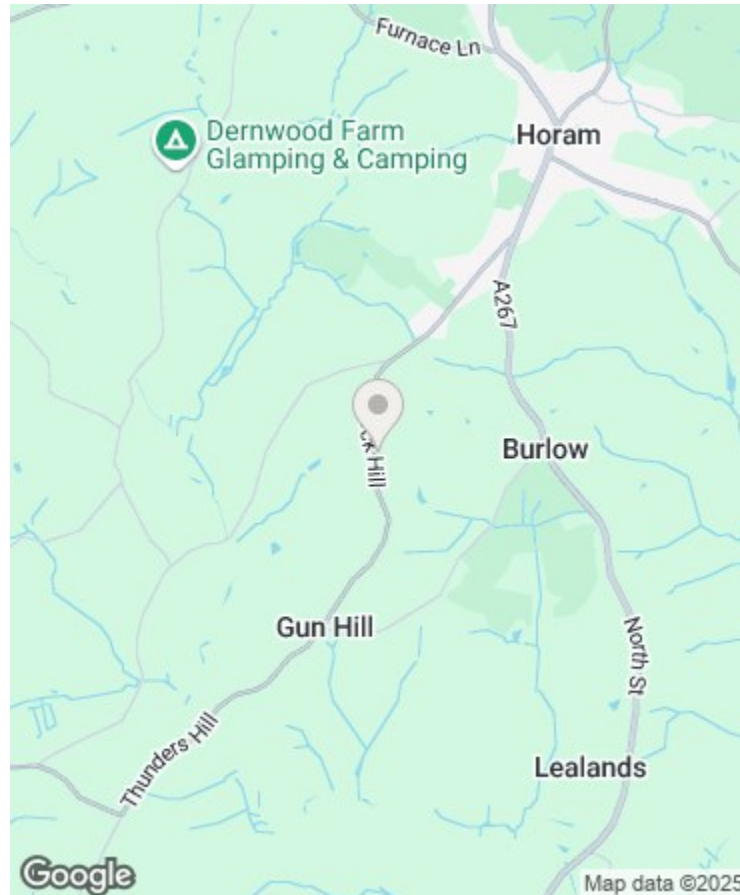 Furnace Ln
Dernwood Farm
Glamping & Camping
Horam
A267
ck Hill
Burlow
Gun Hill
North St
Thunders Hill
Lealands
Google
Map data ©2025